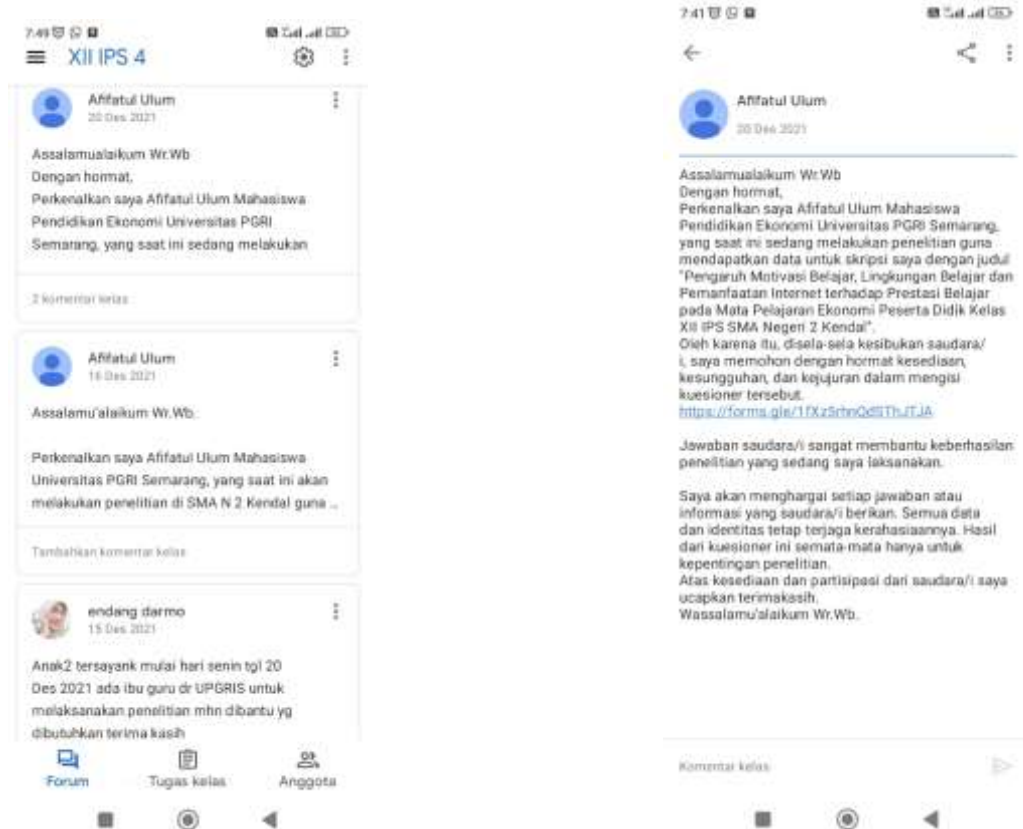 7:49
XII IPS 4
Afifatul Ulum
20 Des 2021
Assalamualaikum Wr.Wb
Dengan hormat,
Perkenalkan saya Afifatul Ulum Mahasiswa
Pendidikan Ekonomi Universitas PGRI
Semarang, yang saat ini sedang melakukan
2 komentar kelas
Afifatul Ulum
16 Des 2021
Assalamu'alaikum Wr.Wb.
Perkenalkan saya Afifatul Ulum Mahasiswa
Universitas PGRI Semarang, yang saat ini akan
melakukan penelitian di SMA N 2 Kendal guna ...
Tambahkan komentar kelas
endang darmo
15 Des 2021
Anak2 tersayank mulai hari senin tgl 20
Des 2021 ada ibu guru dr UPGRIS untuk
melaksanakan penelitian mhn dibantu yg
dibutuhkan terima kasih
Forum
Tugas kelas
Anggota
7:41
Afifatul Ulum
20 Des 2021
Assalamualaikum Wr.Wb
Dengan hormat,
Perkenalkan saya Afifatul Ulum Mahasiswa
Pendidikan Ekonomi Universitas PGRI Semarang,
yang saat ini sedang melakukan penelitian guna
mendapatkan data untuk skripsi saya dengan judul
"Pengaruh Motivasi Belajar, Lingkungan Belajar dan
Pemanfaatan Internet terhadap Prestasi Belajar
pada Mata Pelajaran Ekonomi Peserta Didik Kelas
XII IPS SMA Negeri 2 Kendal".
Oleh karena itu, disela-sela kesibukan saudara/
i, saya memohon dengan hormat kesediaan,
kesungguhan, dan kejujuran dalam mengisi
kuesioner tersebut.
Jawaban saudara/i sangat membantu keberhasilan
penelitian yang sedang saya laksanakan.
Saya akan menghargai setiap jawaban atau
informasi yang saudara/i berikan. Semua data
dan identitas tetap terjaga kerahasiaannya. Hasil
dari kuesioner ini semata-mata hanya untuk
kepentingan penelitian.
Atas kesediaan dan partisipasi dari saudara/i saya
ucapkan terimakasih.
Wassalamu'alaikum Wr.Wb.
Komentar kelas